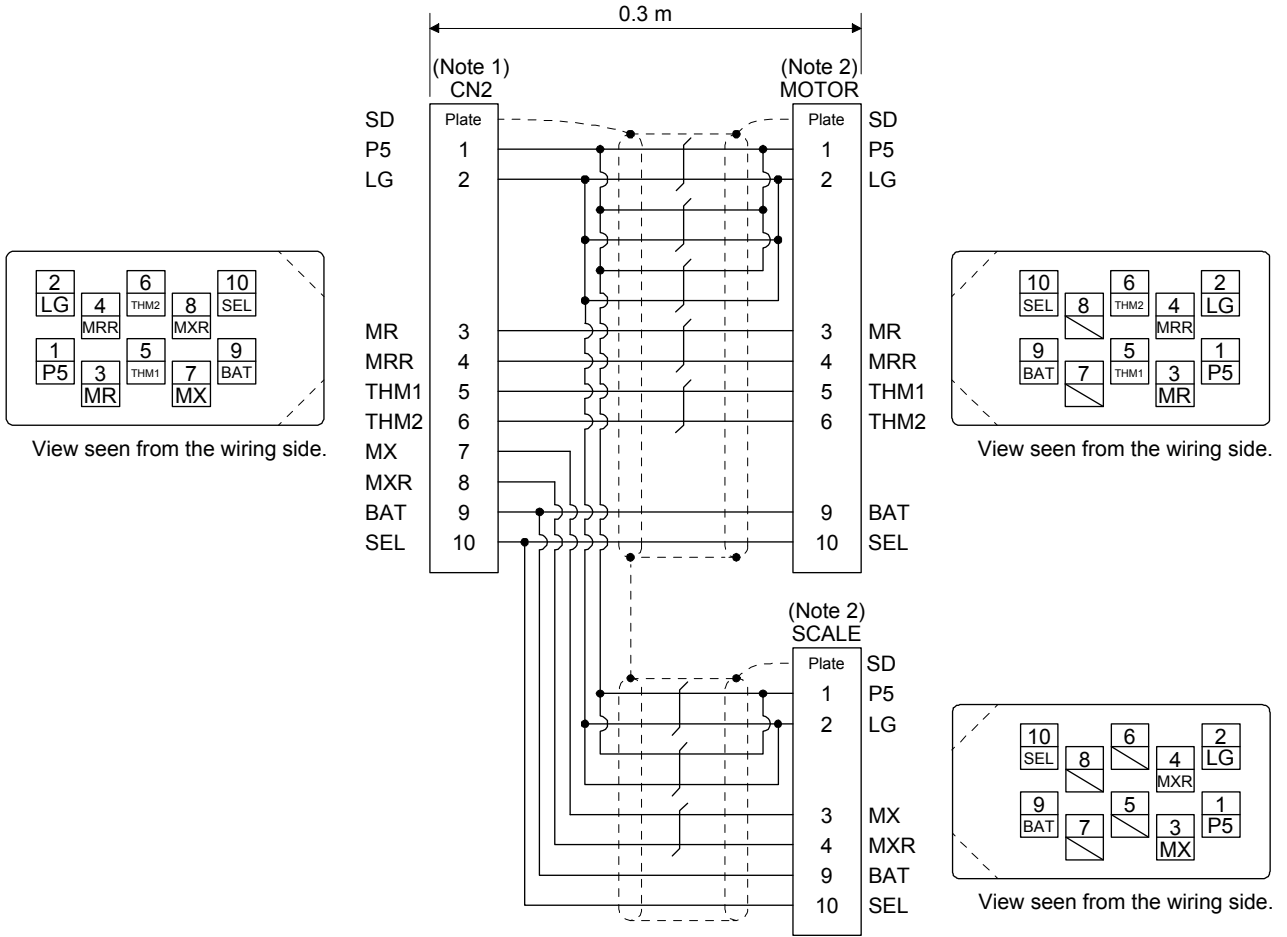 0.3 m
(Note 1)
CN2
(Note 2)
MOTOR
SD Plate Plate SD
P5 1 1 P5
LG 2 2 LG
MR 3 3 MR
MRR 4 4 MRR
THM1 5 5 THM1
THM2 6 6 THM2
MX 7
MXR 8
BAT 9 9 BAT
SEL 10 10 SEL
2 6 10
LG 4 THM2 8 SEL
MRR MXR
1 5 9
P5 3 THM1 7 BAT
MR MX
View seen from the wiring side.
10 6 2
SEL 8 THM2 4 LG
MRR
9 5 1
BAT 7 THM1 3 P5
MR
View seen from the wiring side.
(Note 2)
SCALE
Plate SD
1 P5
2 LG
3 MX
4 MXR
9 BAT
10 SEL
10 6 2
SEL 8 4 LG
MXR
9 5 1
BAT 7 3 P5
MX
View seen from the wiring side.